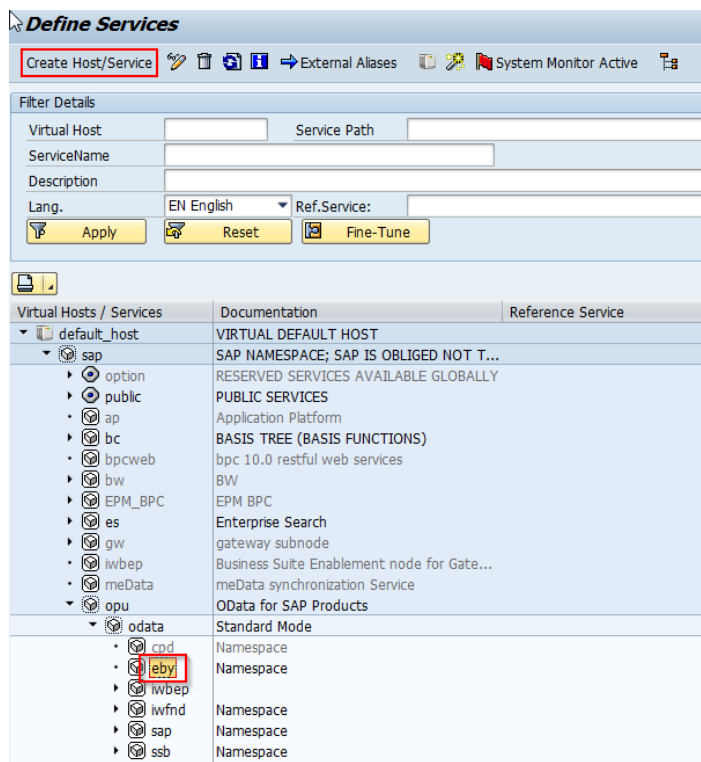 Define Services
Create Host/Service External Aliases System Monitor Active
Filter Details
Virtual Host Service Path
ServiceName
Description
Lang. EN English Ref.Service:
Apply Reset Fine-Tune
Virtual Hosts / Services Documentation Reference Service
default_host VIRTUAL DEFAULT HOST
sap SAP NAMESPACE; SAP IS OBLIGED NOT T...
option RESERVED SERVICES AVAILABLE GLOBALLY
public PUBLIC SERVICES
ap Application Platform
bc BASIS TREE (BASIS FUNCTIONS)
bpcweb bpc 10.0 restful web services
bw BW
EPM_BPC EPM BPC
es Enterprise Search
gw gateway subnode
iwbep Business Suite Enablement node for Gate...
meData meData synchronization Service
opu OData for SAP Products
odata Standard Mode
cpd Namespace
eby Namespace
iwbep
iwfnd Namespace
sap Namespace
ssb Namespace